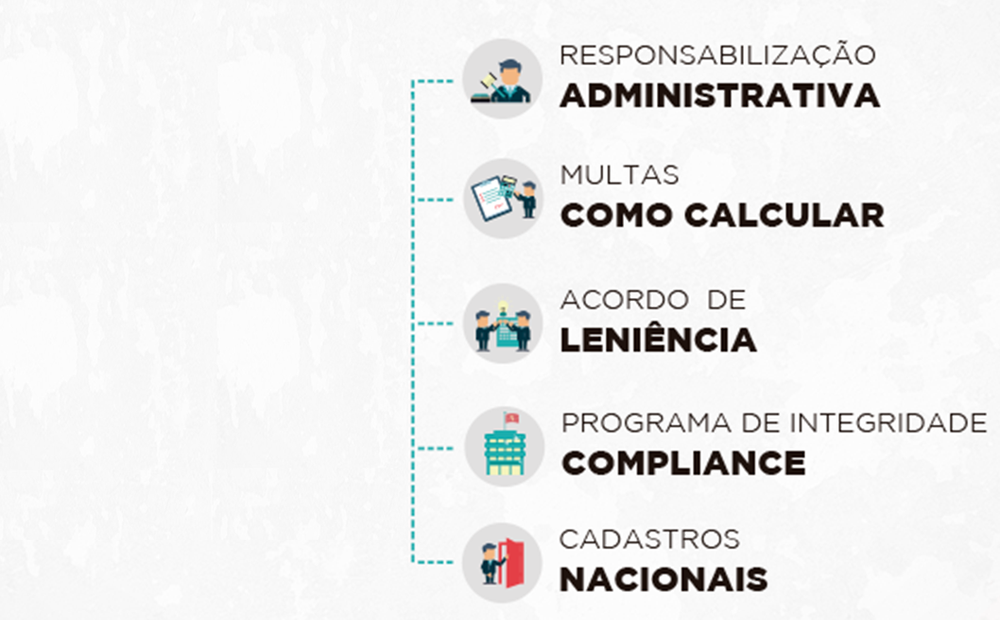 RESPONSABILIZAÇÃO
ADMINISTRATIVA
MULTAS
COMO CALCULAR
ACORDO DE
LENIÊNCIA
PROGRAMA DE INTEGRIDADE
COMPLIANCE
CADASTROS
NACIONAIS